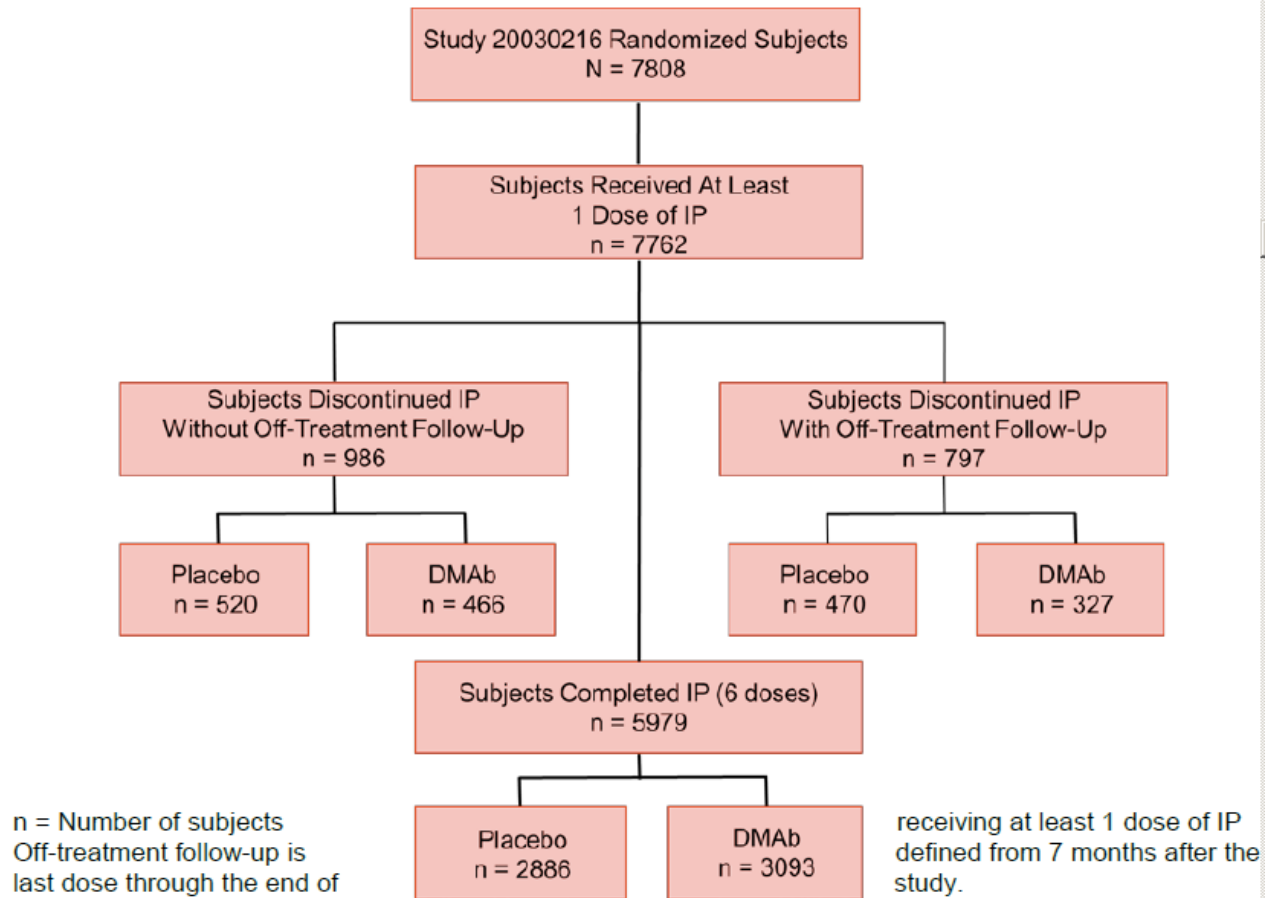 Study 20030216 Randomized Subjects
N = 7808
Subjects Received At Least
1 Dose of IP
n = 7762
Subjects Discontinued IP
Without Off-Treatment Follow-Up
n = 986
Subjects Discontinued IP
With Off-Treatment Follow-Up
n = 797
Placebo
n = 520
DMAb
n = 466
Placebo
n = 470
DMAb
n = 327
Subjects Completed IP (6 doses)
n = 5979
Placebo
n = 2886
DMAb
n = 3093
n = Number of subjects
Off-treatment follow-up is
last dose through the end of
receiving at least 1 dose of IP
defined from 7 months after the
study.